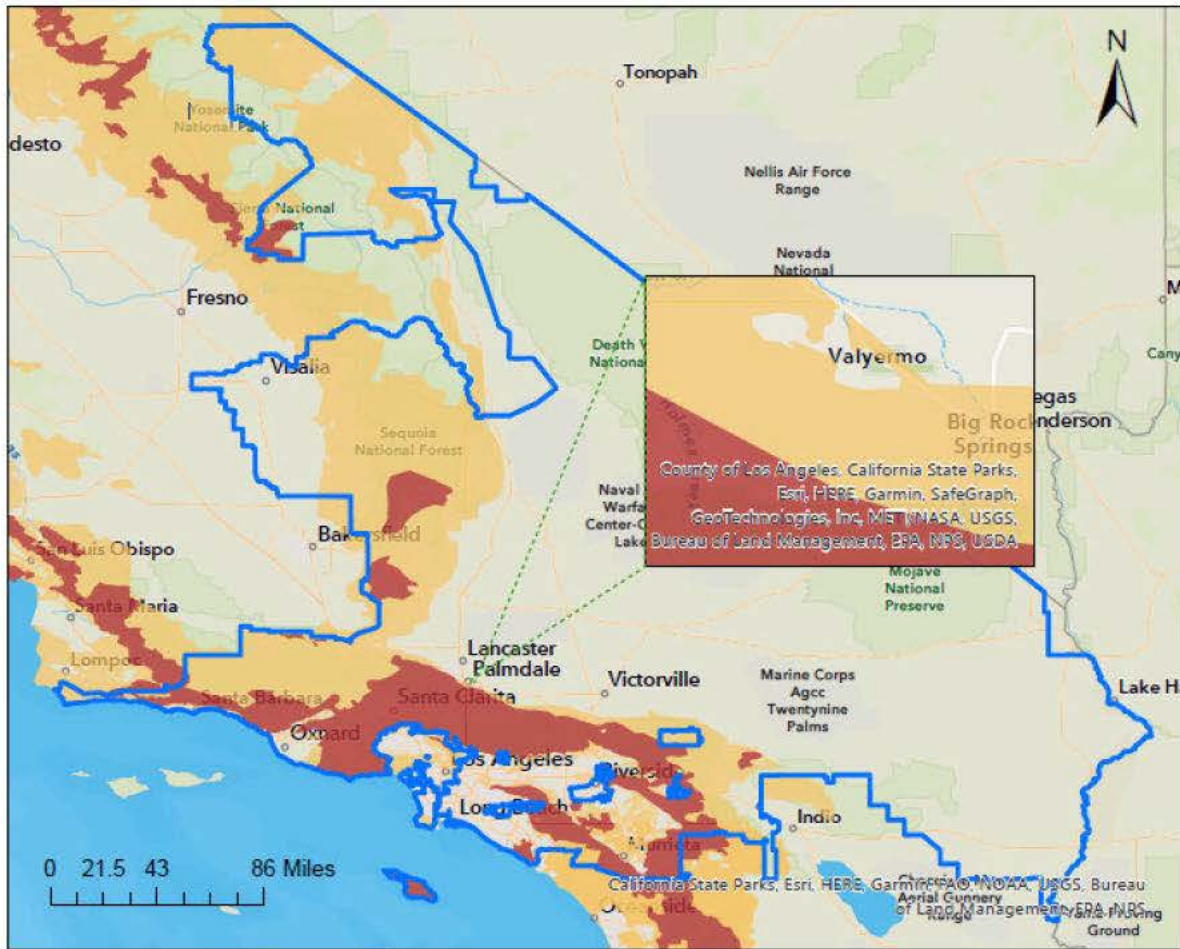 N
Tonopah
Yosemite
National Park
desto
Nellis Air Force
Range
National
Nevada
National
Fresno
Death V
Nationa
Valyermo
Visalia
egas
nderson
Big Rock
Springs
Cany
Sequoia
National Forest
County of Los Angeles, California State Parks,
Esri, HERE, Garmin, SafeGraph,
GeoTechnologies, Inc, METI/NASA, USGS,
Bureau of Land Management, EPA, NPS, USDA
Naval
Warfa
Center-C
Lake
Bakersfield
San Luis Obispo
Mojave
National
Preserve
Santa Maria
Lancaster
Palmdale
Lompoc
Victorville
Marine Corps
Agcc
Twentynine
Palms
Lake H
Santa Barbara
Santa Clarita
Oxnard
Los Angeles
Riverside
Long Beach
Indio
Murrieta
0 21.5 43 86 Miles
California State Parks, Esri, HERE, Garmin, FAO, NOAA, USGS, Bureau
of Land Management, EPA, NPS
Aerial Gunnery
Range
Oceanside
Yuma Proving
Ground